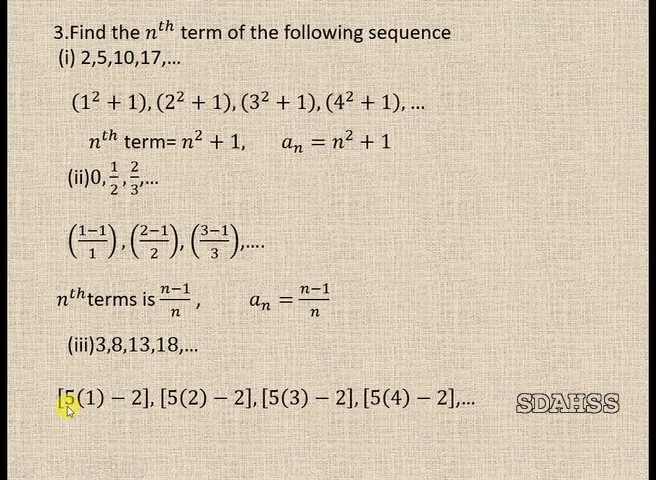 3.Find the nᵗʰ term of the following sequence
(i) 2,5,10,17,...
(1² + 1), (2² + 1), (3² + 1), (4² + 1), ...
nᵗʰ term= n² + 1, aₙ = n² + 1
(ii)0, 1/2, 2/3,...
((1−1)/1), ((2−1)/2), ((3−1)/3),....
nᵗʰterms is (n−1)/n, aₙ = (n−1)/n
(iii)3,8,13,18,...
[5(1) − 2], [5(2) − 2], [5(3) − 2], [5(4) − 2],...
SDAHSS